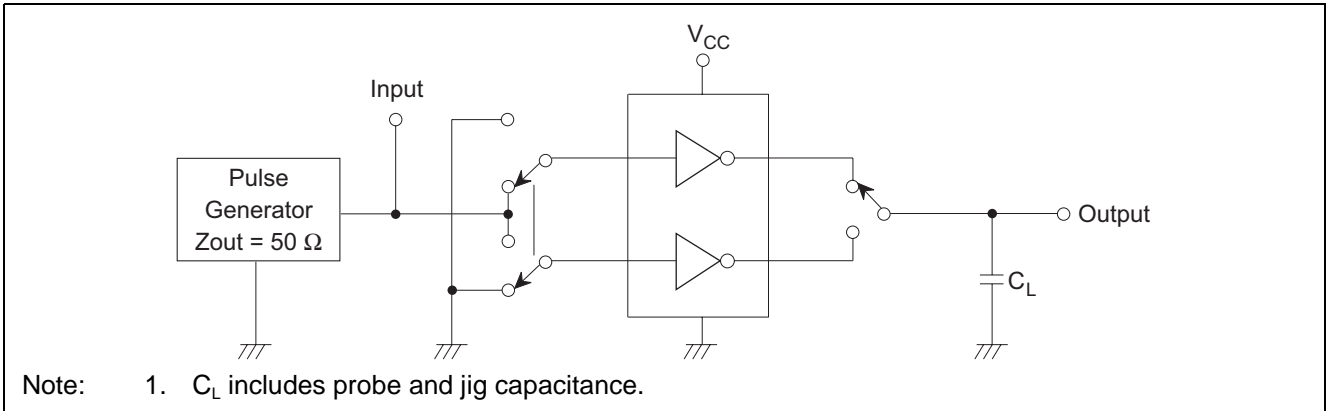 V_CC
Input
Pulse
Generator
Zout = 50 Ω
Output
C_L
Note: 1. C_L includes probe and jig capacitance.